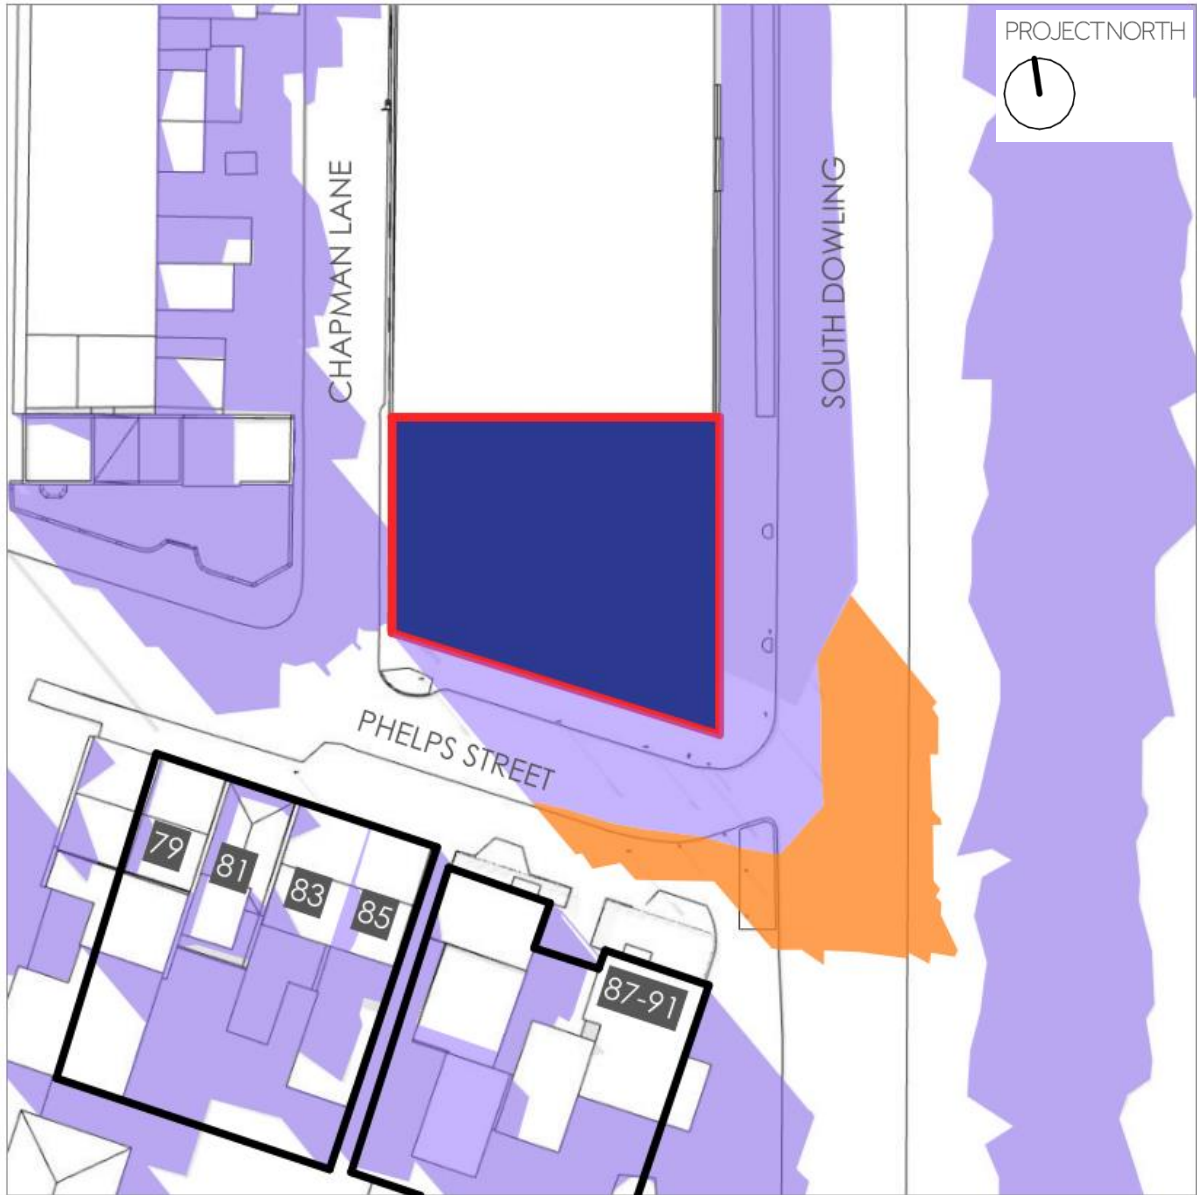 PROJECT NORTH
CHAPMAN LANE
SOUTH DOWLING
PHELPS STREET
79
81
83
85
87-91